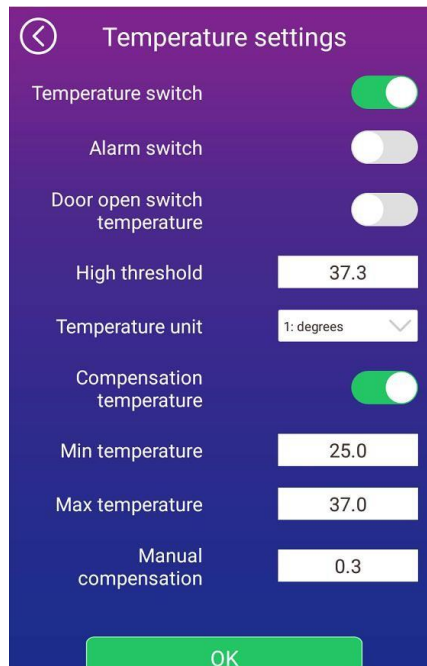 Temperature settings
Temperature switch
Alarm switch
Door open switch
temperature
High threshold
37.3
Temperature unit
1: degrees
Compensation
temperature
Min temperature
25.0
Max temperature
37.0
Manual
compensation
0.3
OK